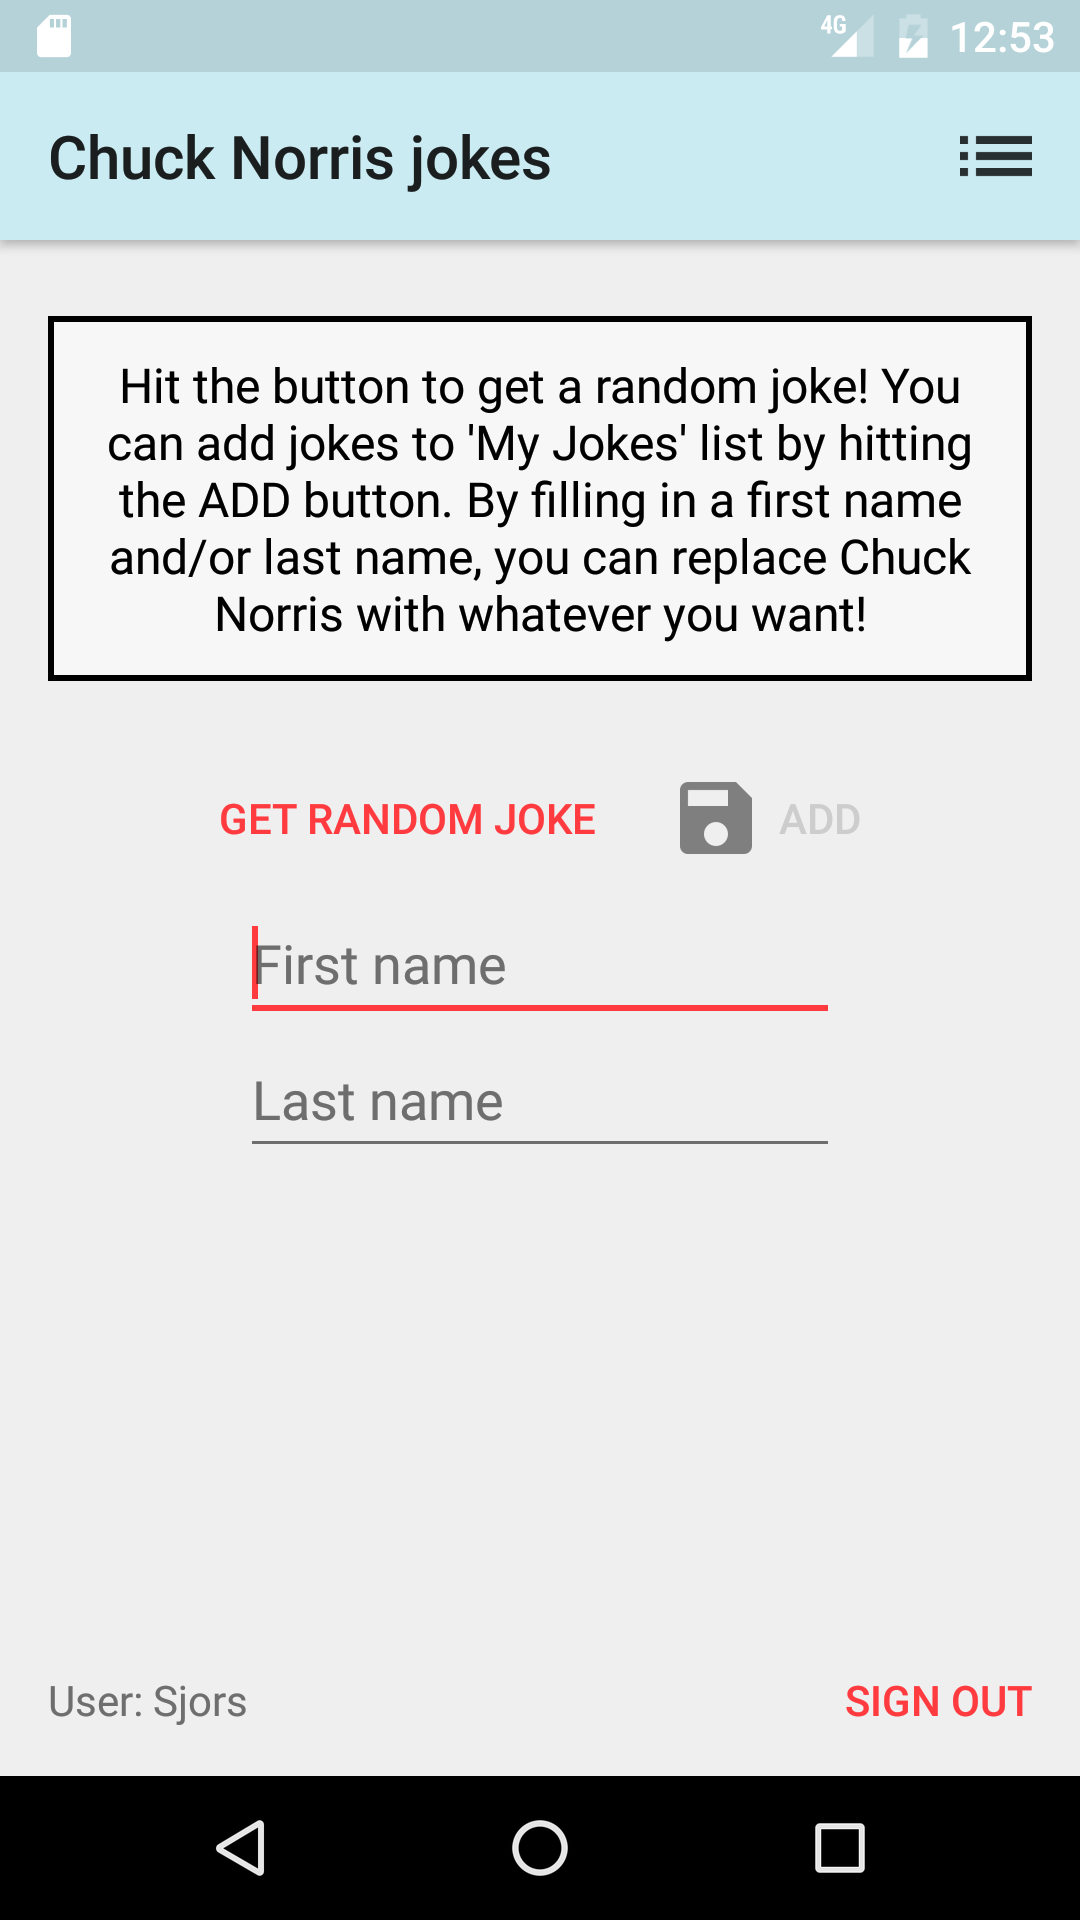 4G 12:53
Chuck Norris jokes
Hit the button to get a random joke! You
can add jokes to 'My Jokes' list by hitting
the ADD button. By filling in a first name
and/or last name, you can replace Chuck
Norris with whatever you want!
GET RANDOM JOKE ADD
First name
Last name
User: Sjors SIGN OUT